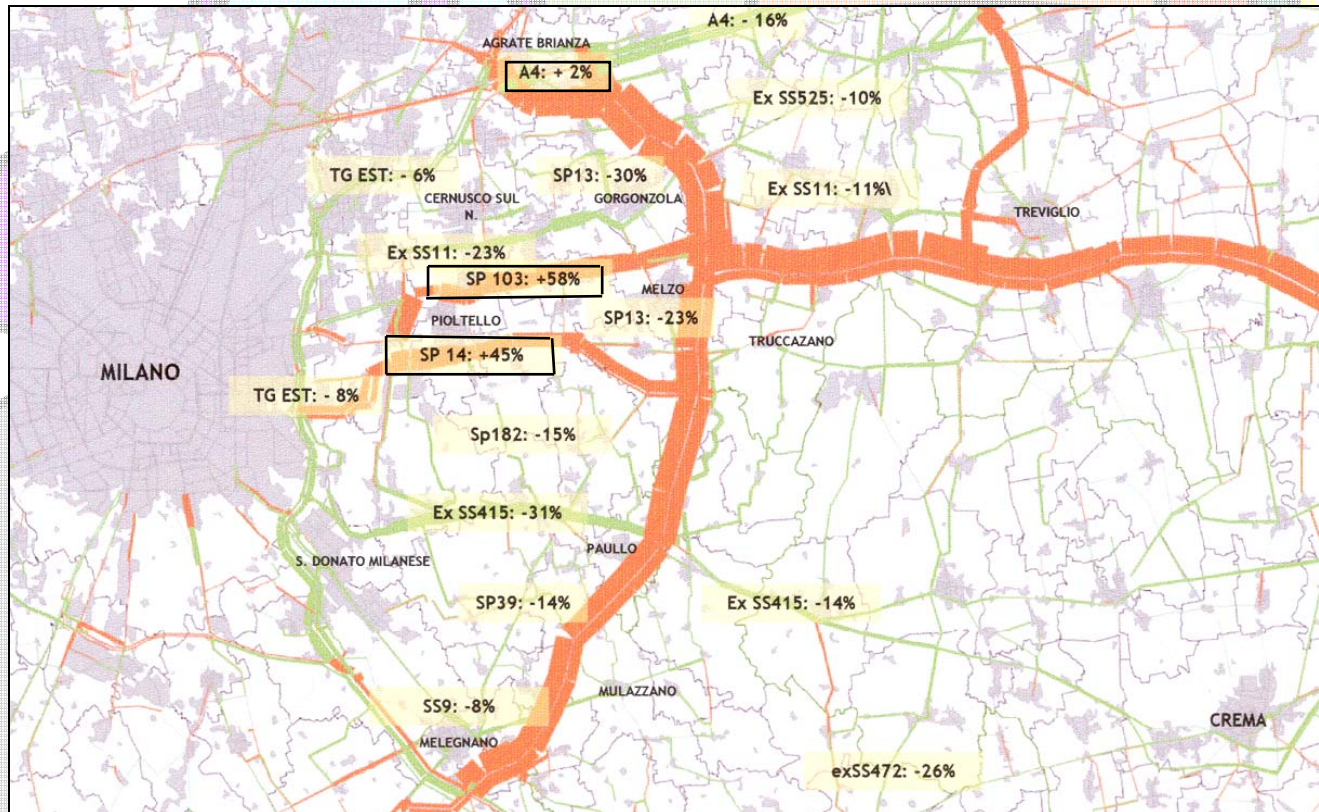 A4: - 16%
AGRATE BRIANZA
A4: + 2%
Ex SS525: -10%
TG EST: - 6%
SP13: -30%
Ex SS11: -11%\
CERNUSCO SUL
N.
GORGONZOLA
TREVIGLIO
Ex SS11: -23%
SP 103: +58%
MELZO
PIOLTELLO
SP13: -23%
TRUCCAZANO
SP 14: +45%
MILANO
TG EST: - 8%
Sp182: -15%
Ex SS415: -31%
PAULLO
S. DONATO MILANESE
SP39: -14%
Ex SS415: -14%
MULAZZANO
SS9: -8%
CREMA
MELEGNANO
exSS472: -26%